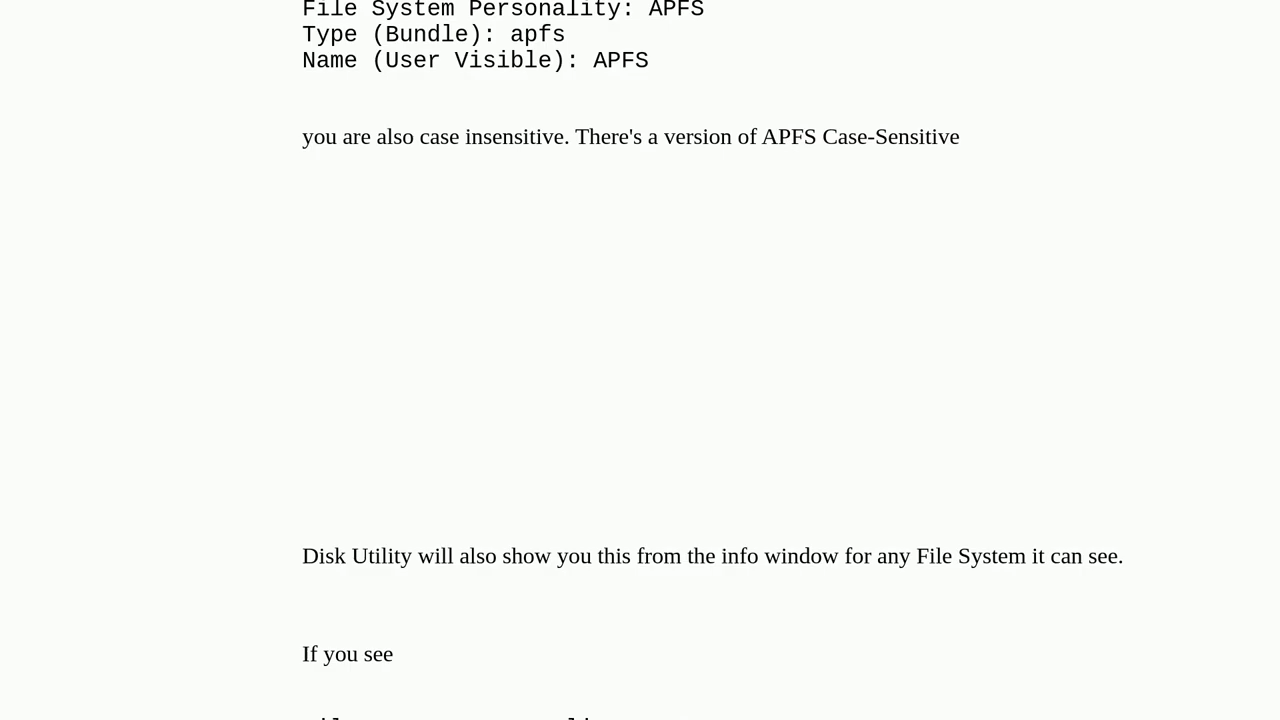 File System Personality: APFS
Type (Bundle): apfs
Name (User Visible): APFS
you are also case insensitive. There's a version of APFS Case-Sensitive
Disk Utility will also show you this from the info window for any File System it can see.
If you see